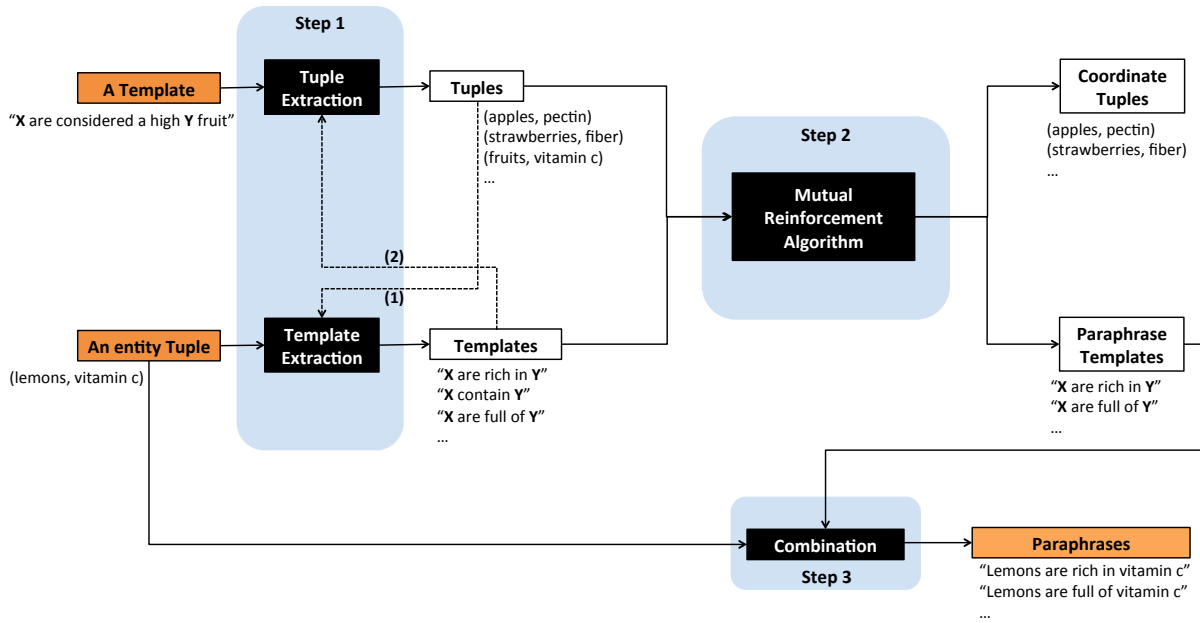 Step 1
A Template
"X are considered a high Y fruit"
Tuple
Extraction
Tuples
(apples, pectin)
(strawberries, fiber)
(fruits, vitamin c)
...
(2)
(1)
An entity Tuple
(lemons, vitamin c)
Template
Extraction
Templates
"X are rich in Y"
"X contain Y"
"X are full of Y"
...
Step 2
Mutual
Reinforcement
Algorithm
Coordinate
Tuples
(apples, pectin)
(strawberries, fiber)
...
Paraphrase
Templates
"X are rich in Y"
"X are full of Y"
...
Combination
Step 3
Paraphrases
"Lemons are rich in vitamin c"
"Lemons are full of vitamin c"
...